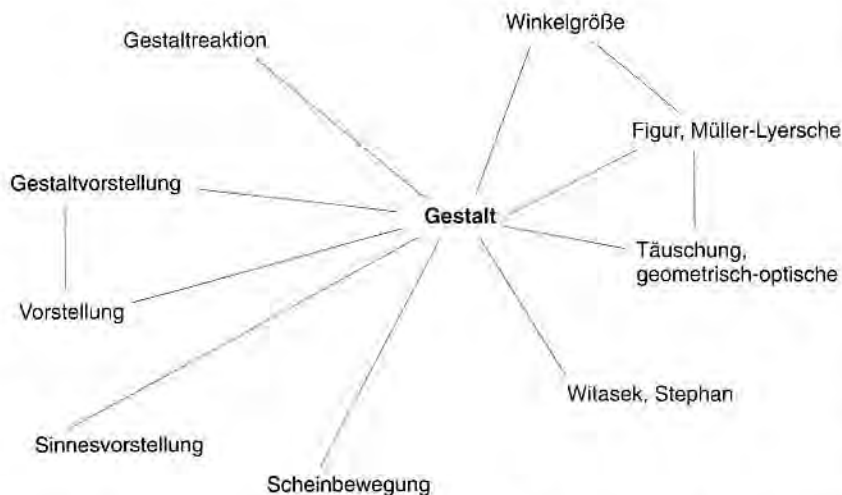 Winkelgröße
Gestaltreaktion
Figur, Müller-Lyersche
Gestaltvorstellung
Gestalt
Täuschung,
geometrisch-optische
Vorstellung
Witasek, Stephan
Sinnesvorstellung
Scheinbewegung